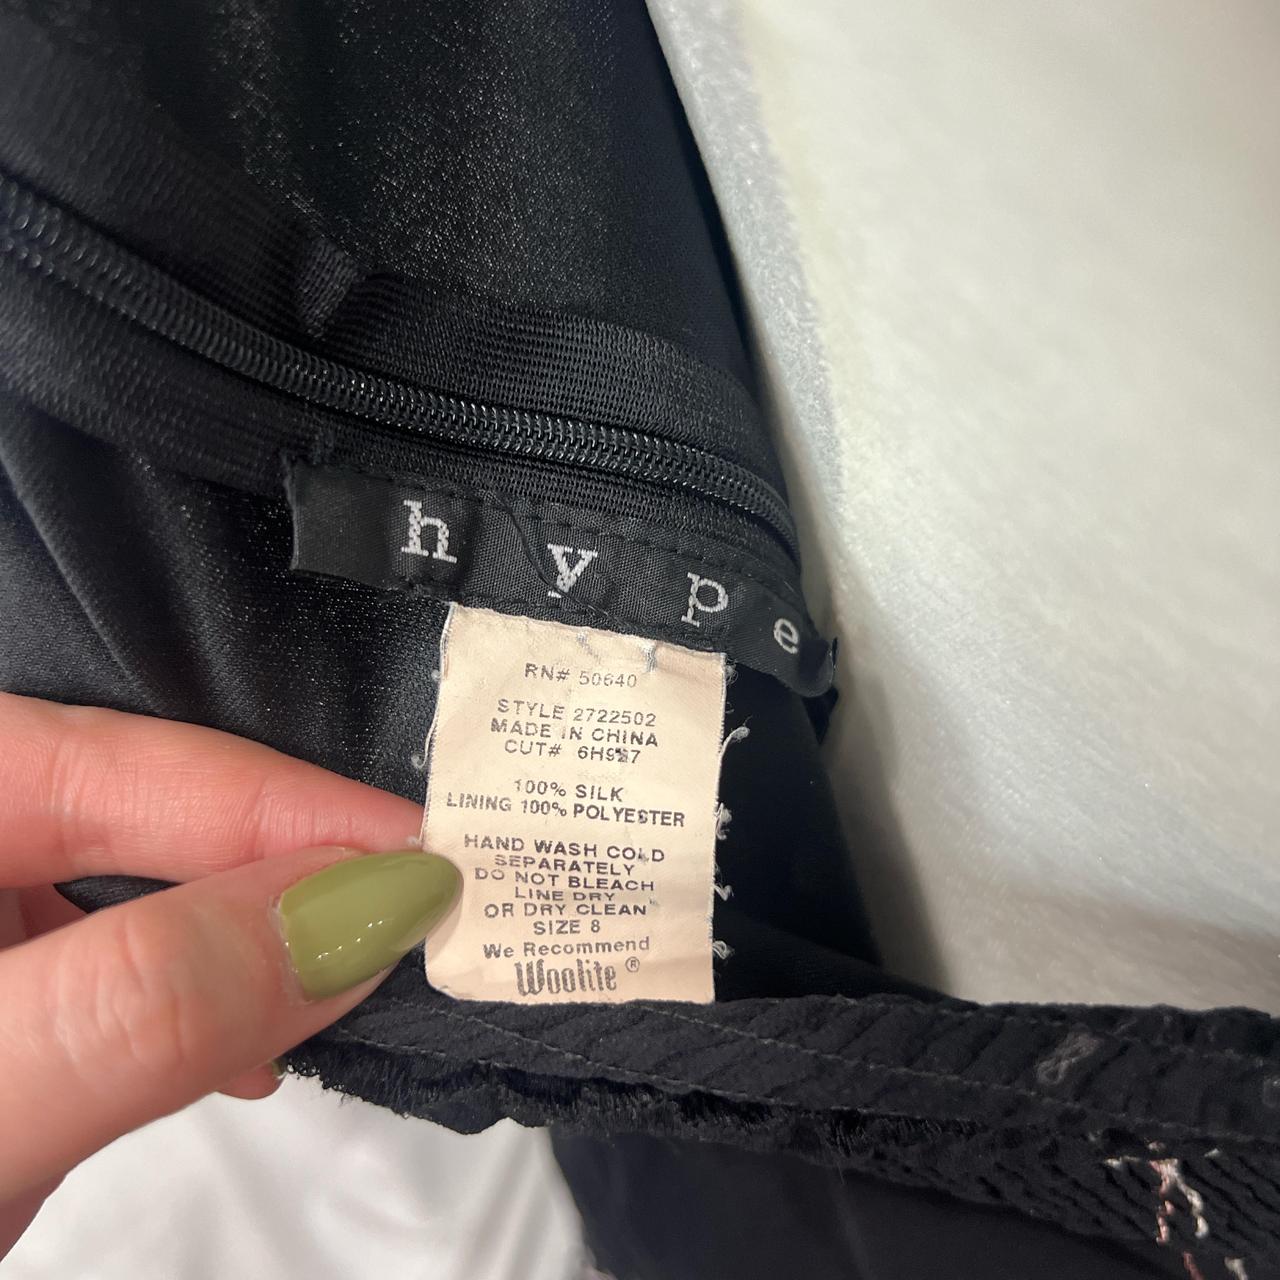 hype
RN# 50640
STYLE 2722502
MADE IN CHINA
CUT#
100% SILK
LINING 100% POLYESTER
HAND WASH COLD
SEPARATELY
DO NOT BLEACH
LINE DRY
OR DRY CLEAN
SIZE 8
We Recommend
Woolite ®